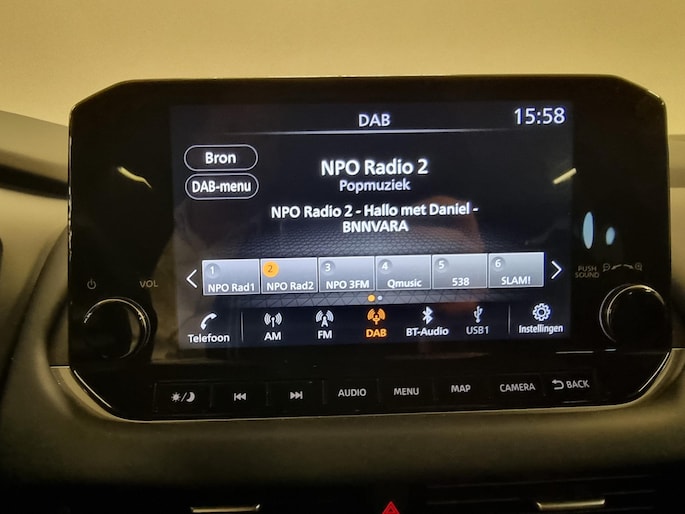 DAB
15:58
Bron
DAB-menu
NPO Radio 2
Popmuziek
NPO Radio 2 - Hallo met Daniel -
BNNVARA
1 2 3 4 5 6
NPO Rad1 NPO Rad2 NPO 3FM Qmusic 538 SLAM!
VOL
PUSH
SOUND
Telefoon AM FM DAB BT-Audio USB1 Instellingen
AUDIO MENU MAP CAMERA BACK